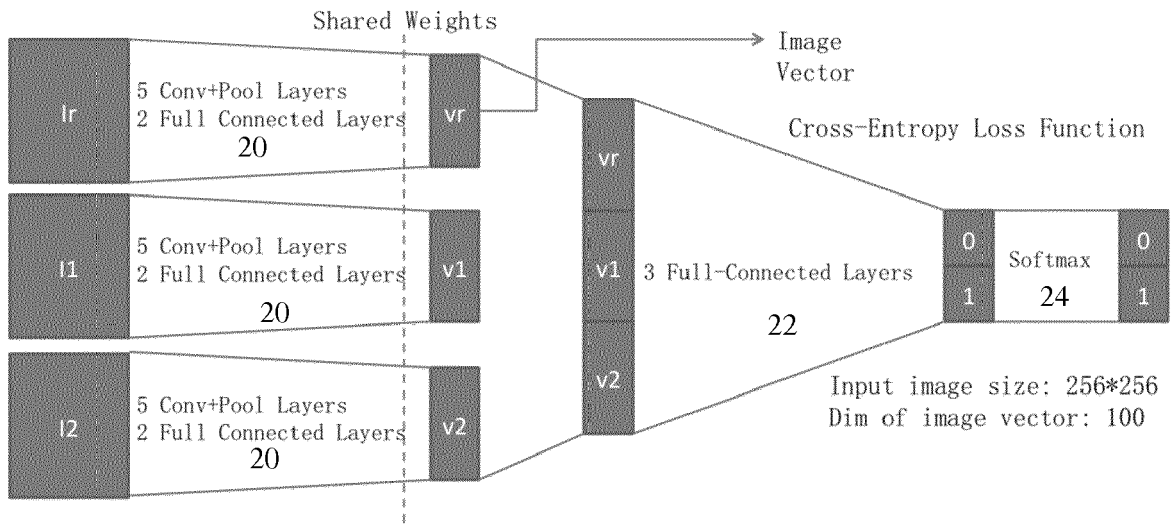 Shared Weights
Image
Vector
Ir
5 Conv+Pool Layers
2 Full Connected Layers
20
vr
I1
5 Conv+Pool Layers
2 Full Connected Layers
20
v1
I2
5 Conv+Pool Layers
2 Full Connected Layers
20
v2
vr
v1
v2
3 Full-Connected Layers
22
Cross-Entropy Loss Function
0
1
Softmax
24
0
1
Input image size: 256*256
Dim of image vector: 100